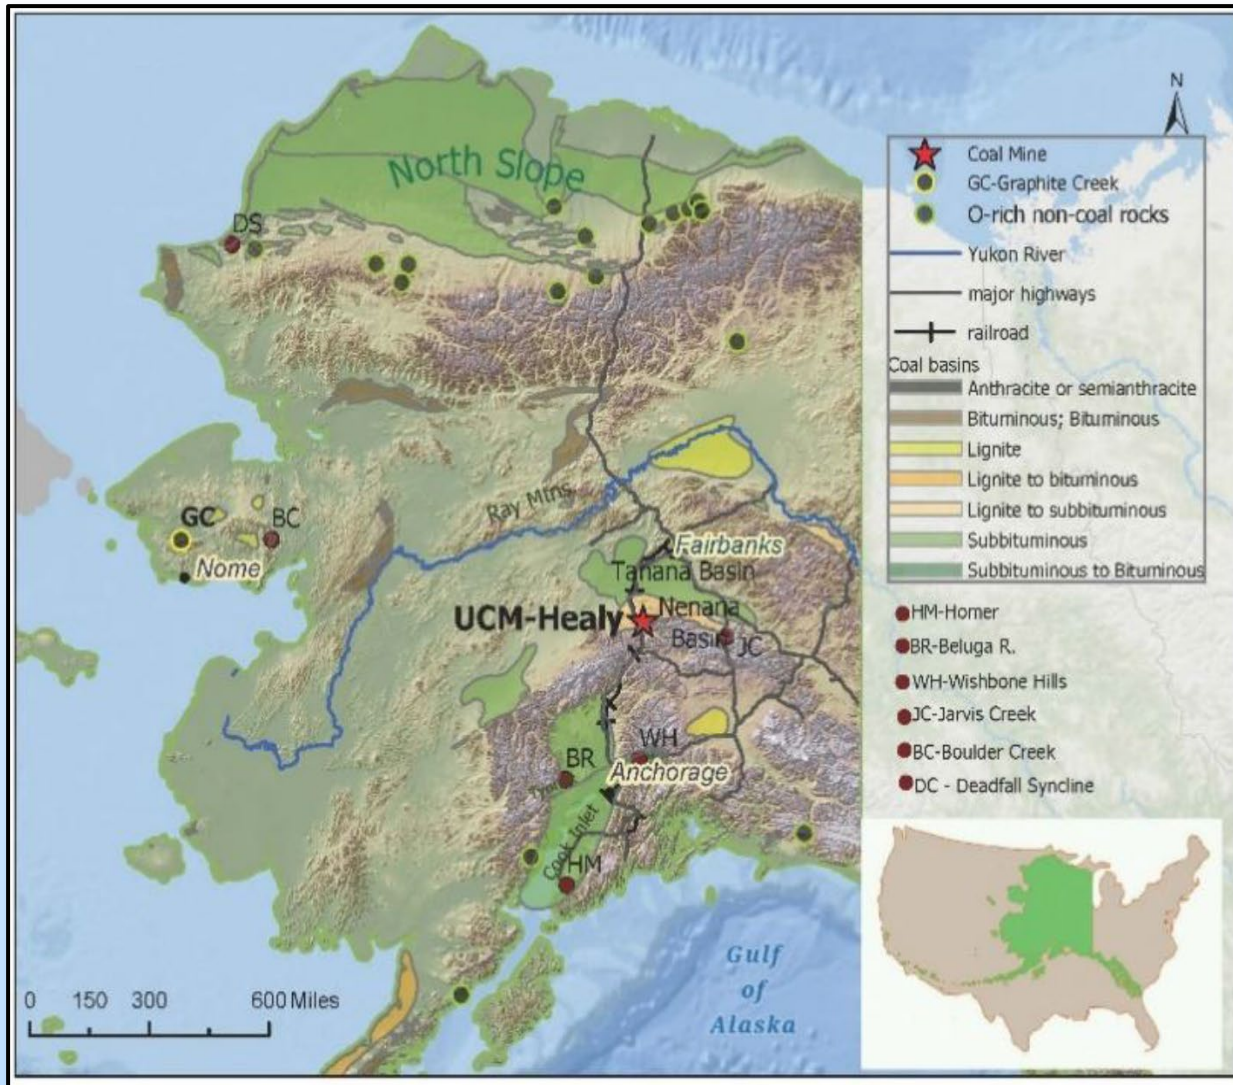 N
Coal Mine
GC-Graphite Creek
O-rich non-coal rocks
Yukon River
major highways
railroad
Coal basins
Anthracite or semianthracite
Bituminous; Bituminous
Lignite
Lignite to bituminous
Lignite to subbituminous
Subbituminous
Subbituminous to Bituminous
HM-Homer
BR-Beluga R.
WH-Wishbone Hills
JC-Jarvis Creek
BC-Boulder Creek
DC - Deadfall Syncline
North Slope
DS
Ray Mtns
GC
BC
Nome
Fairbanks
Tanana Basin
UCM-Healy
Nenana
Basin
JC
BR
WH
Anchorage
Cook Inlet
HM
Gulf
of
Alaska
0 150 300 600 Miles